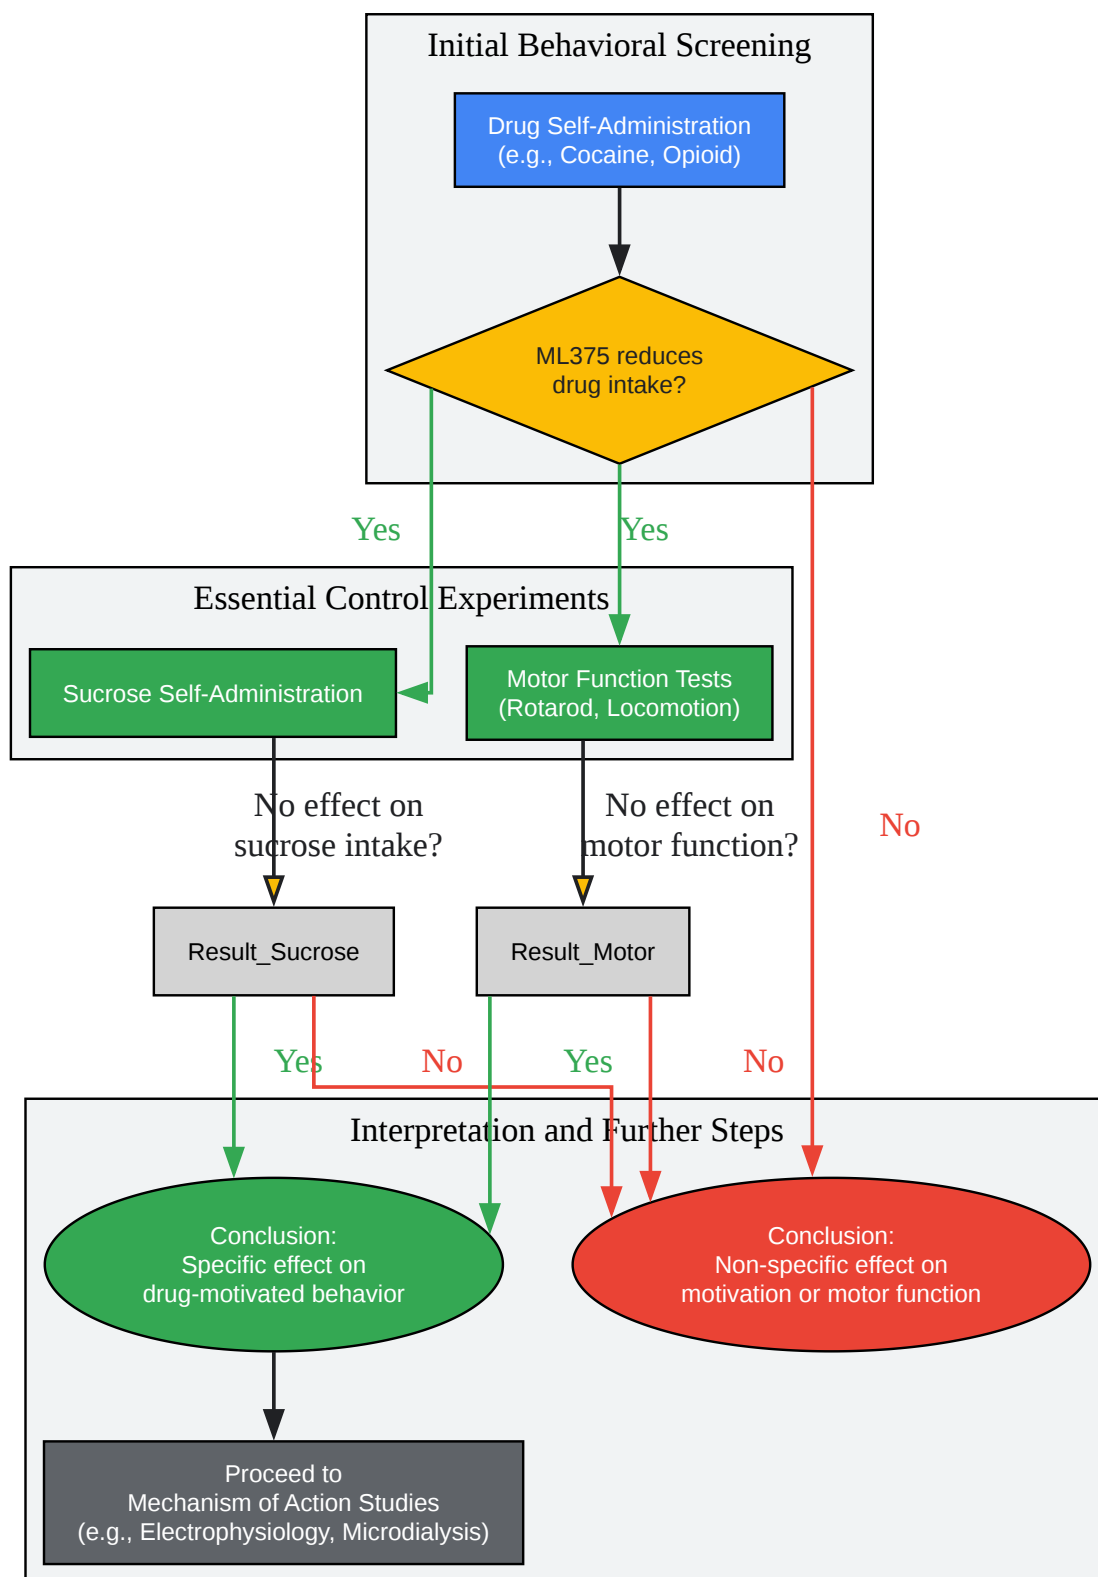 Initial Behavioral Screening
Drug Self-Administration
(e.g., Cocaine, Opioid)
ML375 reduces
drug intake?
Yes
Yes
Essential Control Experiments
Sucrose Self-Administration
Motor Function Tests
(Rotarod, Locomotion)
No effect on
sucrose intake?
No effect on
motor function?
No
Result_Sucrose
Result_Motor
Yes
No
Yes
No
Interpretation and Further Steps
Conclusion:
Specific effect on
drug-motivated behavior
Conclusion:
Non-specific effect on
motivation or motor function
Proceed to
Mechanism of Action Studies
(e.g., Electrophysiology, Microdialysis)